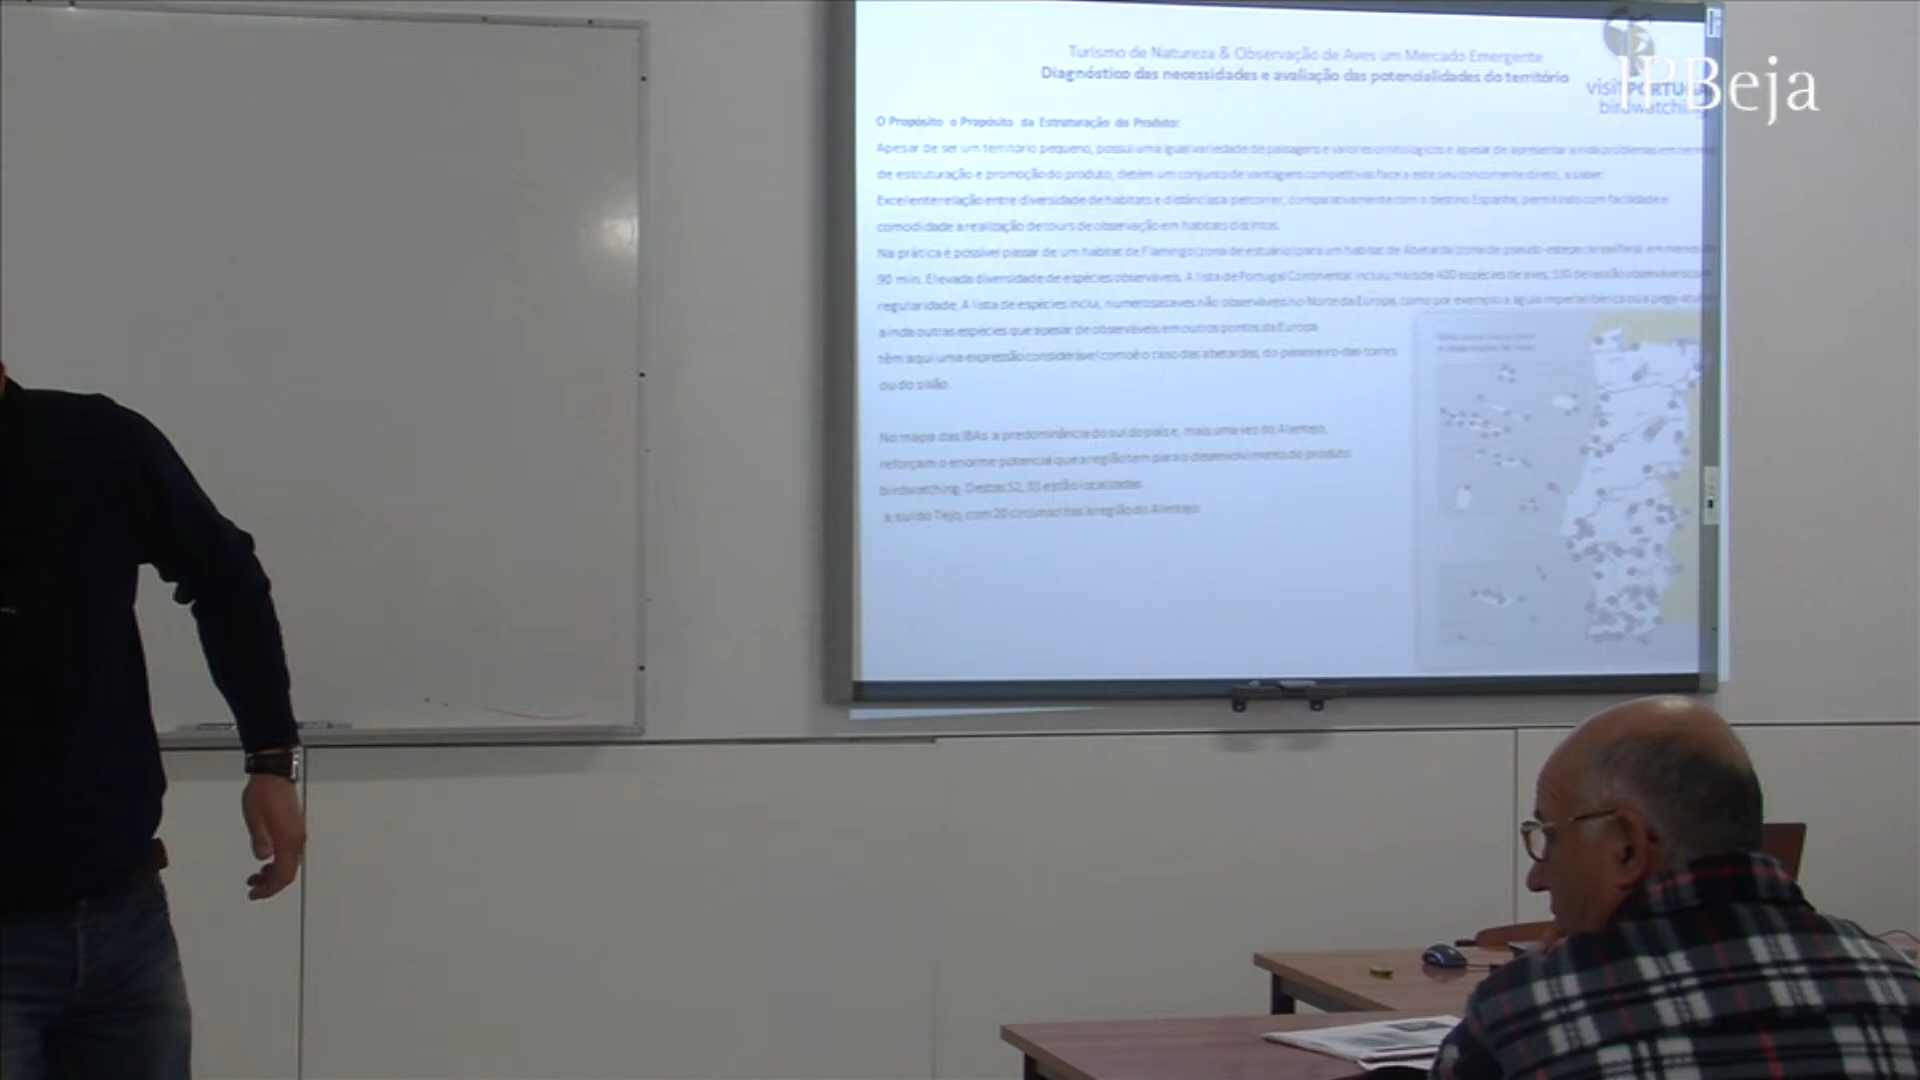 Turismo de Natureza & Observação de Aves um Mercado Emergente
Diagnóstico das necessidades e avaliação das potencialidades do território
IPBeja
visitPORTUGA
birdwatching
O Propósito o Propósito da Estruturação do Produto:
Apesar de ser um território pequeno, possui uma igual variedade de paisagens e valores ornitológicos e apesar de apresentar ainda problemas em termos
de estruturação e promoção do produto, detém um conjunto de vantagens competitivas face a este seu concorrente direto, a saber:
Excelente relação entre diversidade de habitats e distâncias a percorrer, comparativamente com o destino Espanha, permitindo com facilidade e
comodidade a realização de tours de observação em habitats distintos.
Na prática é possível passar de um habitat de Flamingo (zona de estuário) para um habitat de Abetarda (zona de pseudo-estepe cerealífera) em menos
90 min. Elevada diversidade de espécies observáveis. A lista de Portugal Continental incluiu mais de 400 espécies de aves, 330 de
regularidade. A lista de espécies inclui, numerosas aves não observáveis no Norte da Europa, como por exemplo a águia imperial ibérica ou a pega
ainda outras espécies que apesar de observáveis em outros pontos da Europa
têm aqui uma expressão considerável como é o caso das abetardas, do peneireiro-das-torres
ou do sisão.
No mapa das IBAs a predominância do sul do país e, mais uma vez do Alentejo,
reforçam o enorme potencial que a região tem para o desenvolvimento do produto
birdwatching. Destas 52, 33 estão localizadas
a sul do Tejo, com 20 circunscritas à região do Alentejo